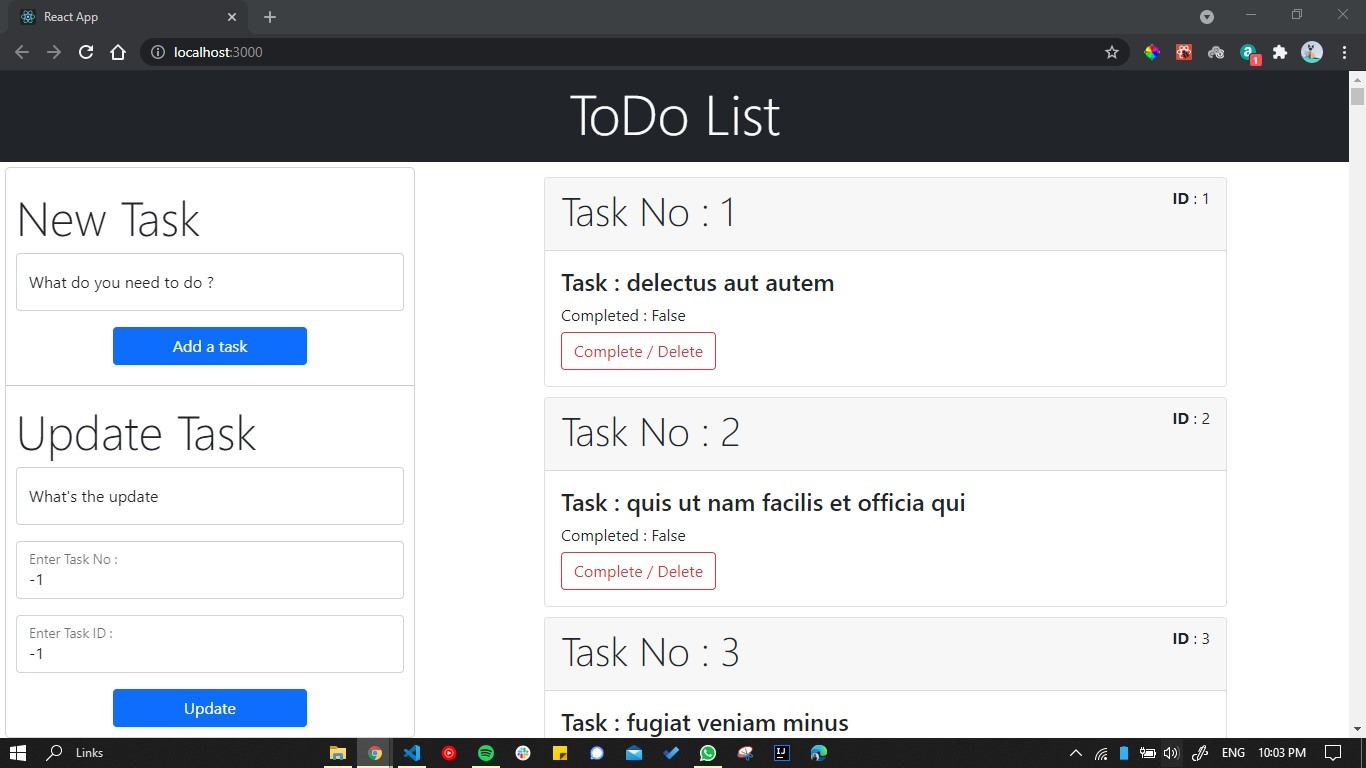 React App
localhost:3000
1
ToDo List
New Task
What do you need to do ?
Add a task
Update Task
What's the update
Enter Task No :
-1
Enter Task ID :
-1
Update
Task No : 1
ID : 1
Task : delectus aut autem
Completed : False
Complete / Delete
Task No : 2
ID : 2
Task : quis ut nam facilis et officia qui
Completed : False
Complete / Delete
Task No : 3
ID : 3
Task : fugiat veniam minus
Links
ENG
10:03 PM